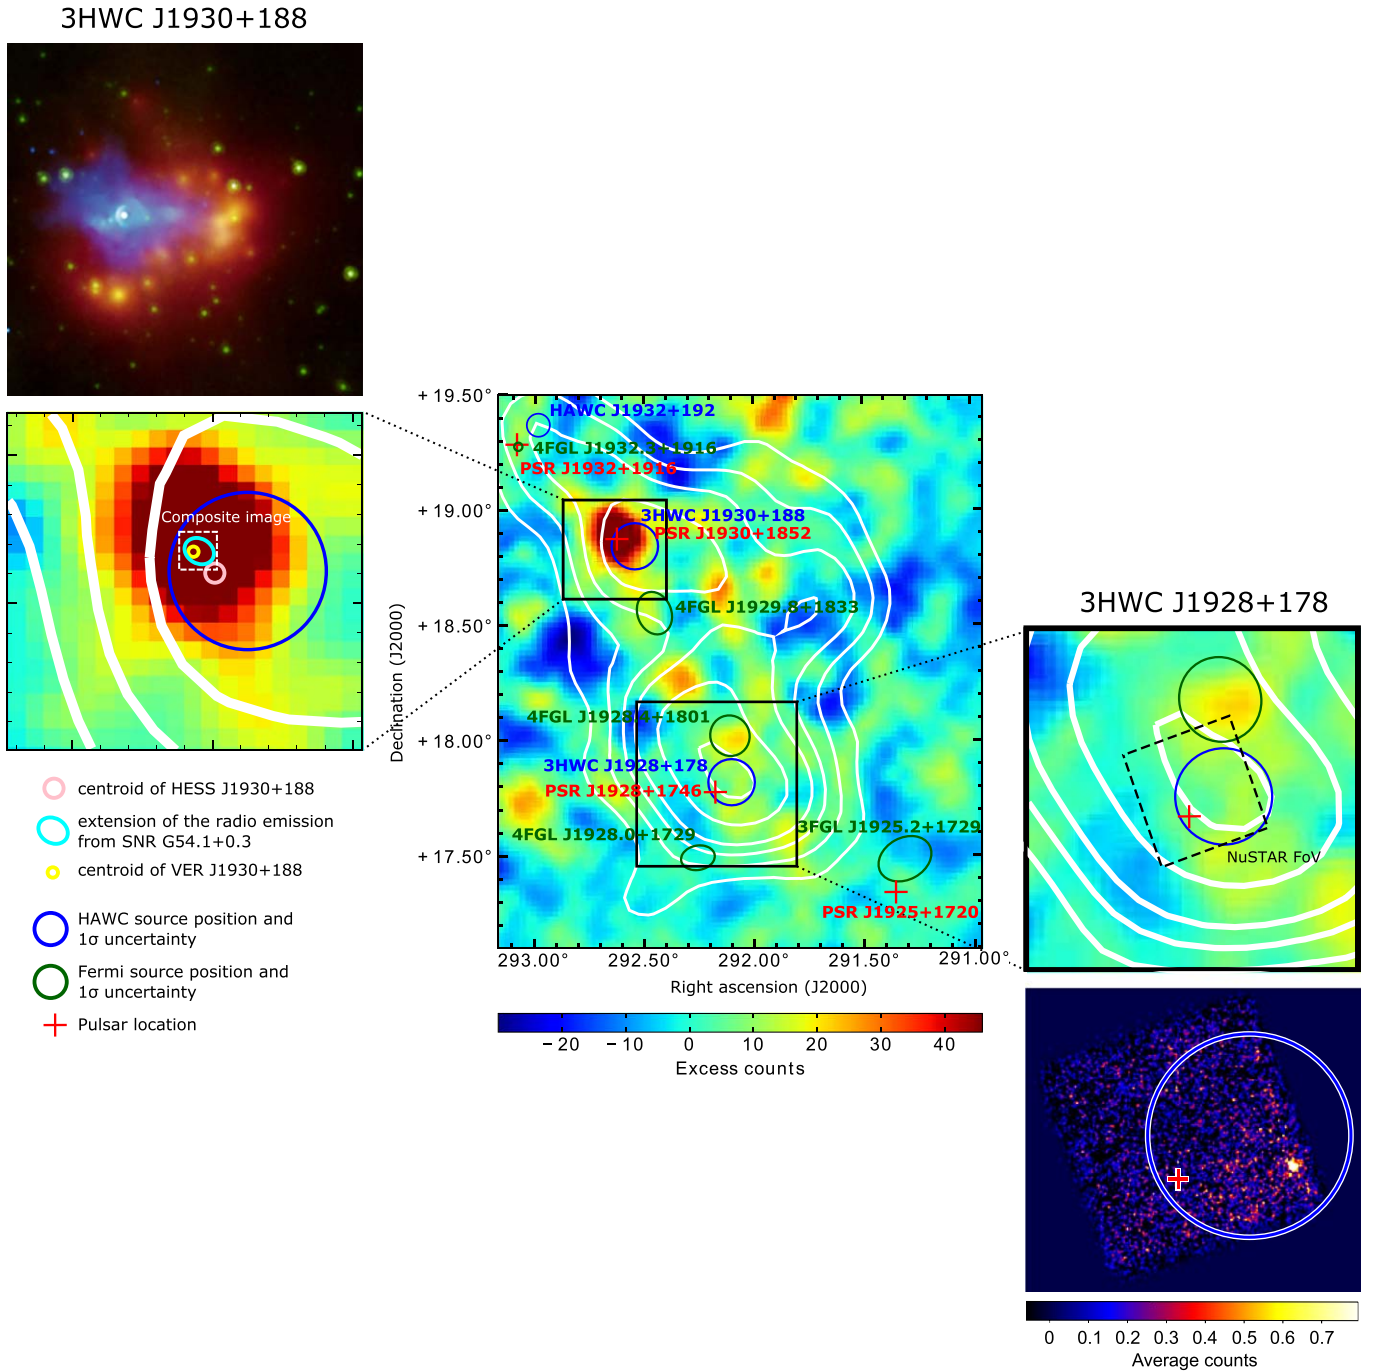 3HWC J1930+188
Composite image
centroid of HESS J1930+188
extension of the radio emission
from SNR G54.1+0.3
centroid of VER J1930+188
HAWC source position and
1σ uncertainty
Fermi source position and
1σ uncertainty
Pulsar location
Declination (J2000)
+ 19.50°
+ 19.00°
+ 18.50°
+ 18.00°
+ 17.50°
HAWC J1932+192
4FGL J1932.3+1916
PSR J1932+1916
3HWC J1930+188
PSR J1930+1852
4FGL J1929.8+1833
4FGL J1928.4+1801
3HWC J1928+178
PSR J1928+1746
4FGL J1928.0+1729
3FGL J1925.2+1729
PSR J1925+1720
293.00° 292.50° 292.00° 291.50° 291.00°
Right ascension (J2000)
− 20 − 10 0 10 20 30 40
Excess counts
3HWC J1928+178
NuSTAR FoV
0 0.1 0.2 0.3 0.4 0.5 0.6 0.7
Average counts